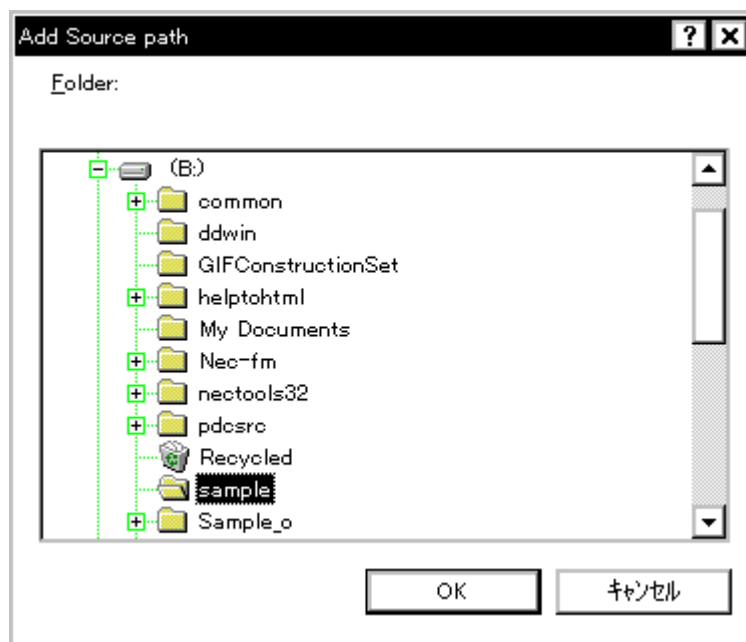 Add Source path
Folder:
(B:)
common
ddwin
GIFConstructionSet
helptohtml
My Documents
Nec-fm
nectools32
pdcsrc
Recycled
sample
Sample_o
OK
ｷｬﾝｾﾙ